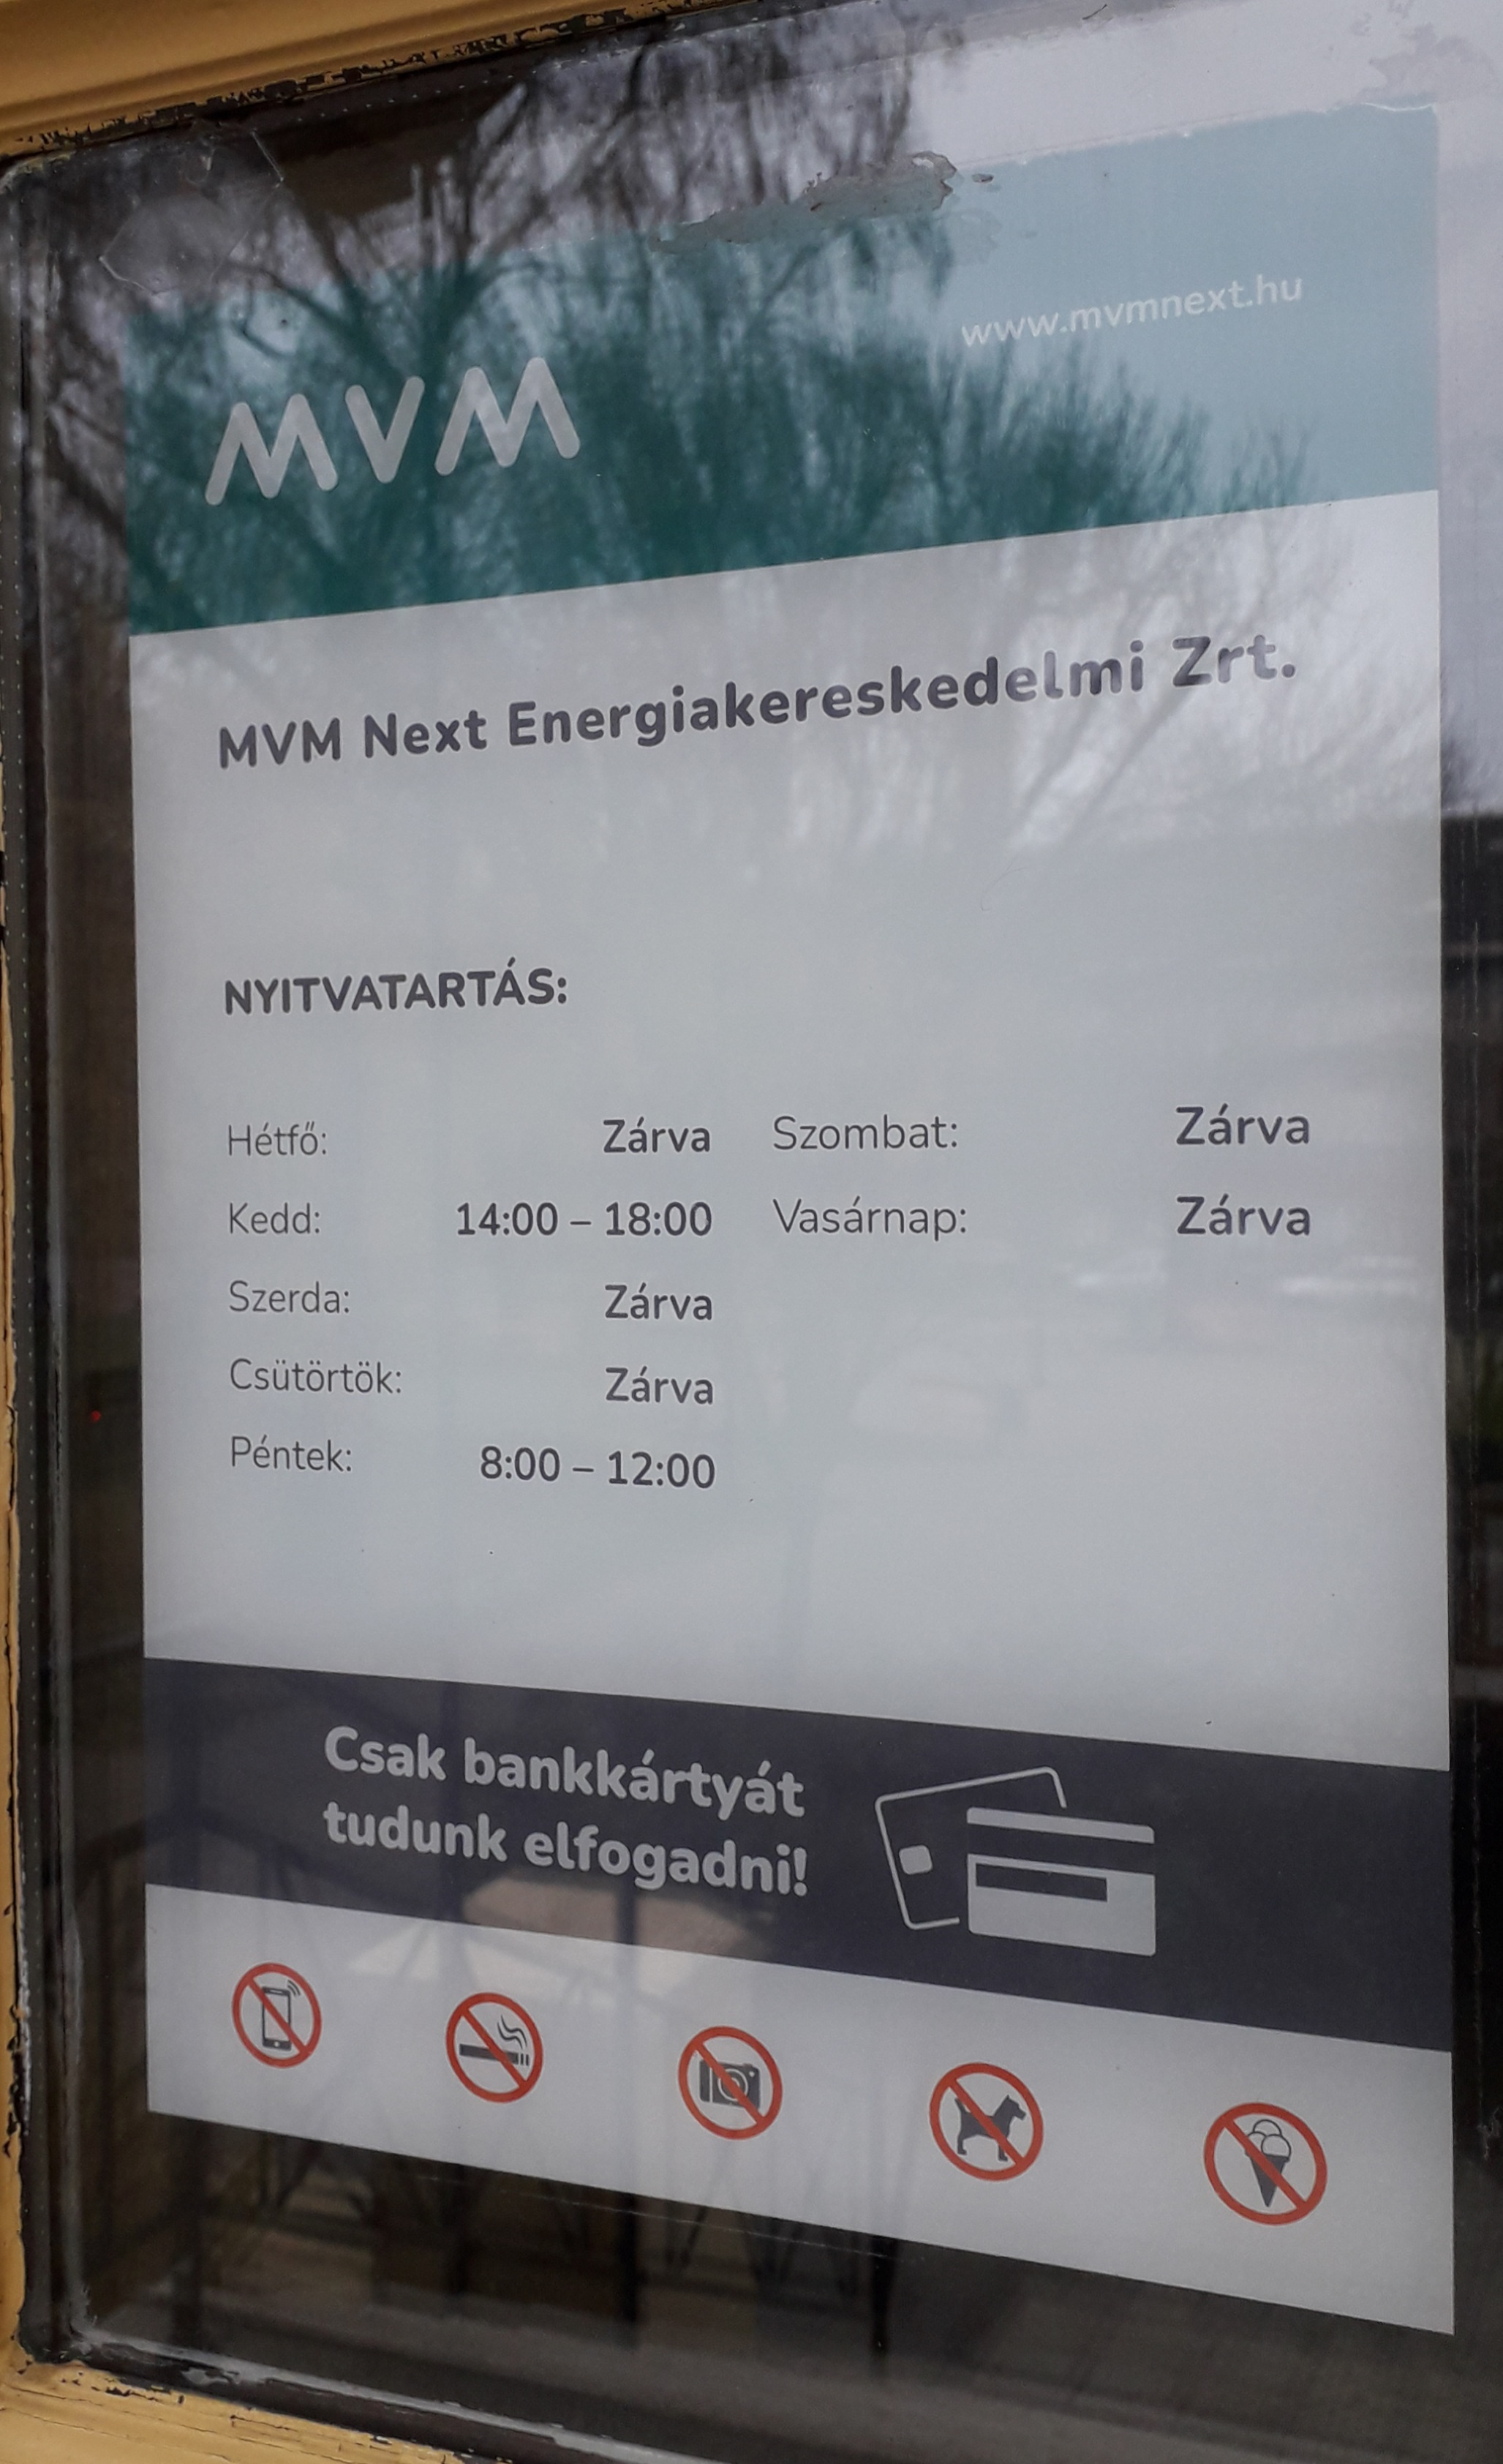 www.mvmnext.hu
MVM
MVM Next Energiakereskedelmi Zrt.
NYITVATARTÁS:
Hétfő: Zárva
Kedd: 14:00 – 18:00
Szerda: Zárva
Csütörtök: Zárva
Péntek: 8:00 – 12:00
Szombat: Zárva
Vasárnap: Zárva
Csak bankkártyát
tudunk elfogadni!